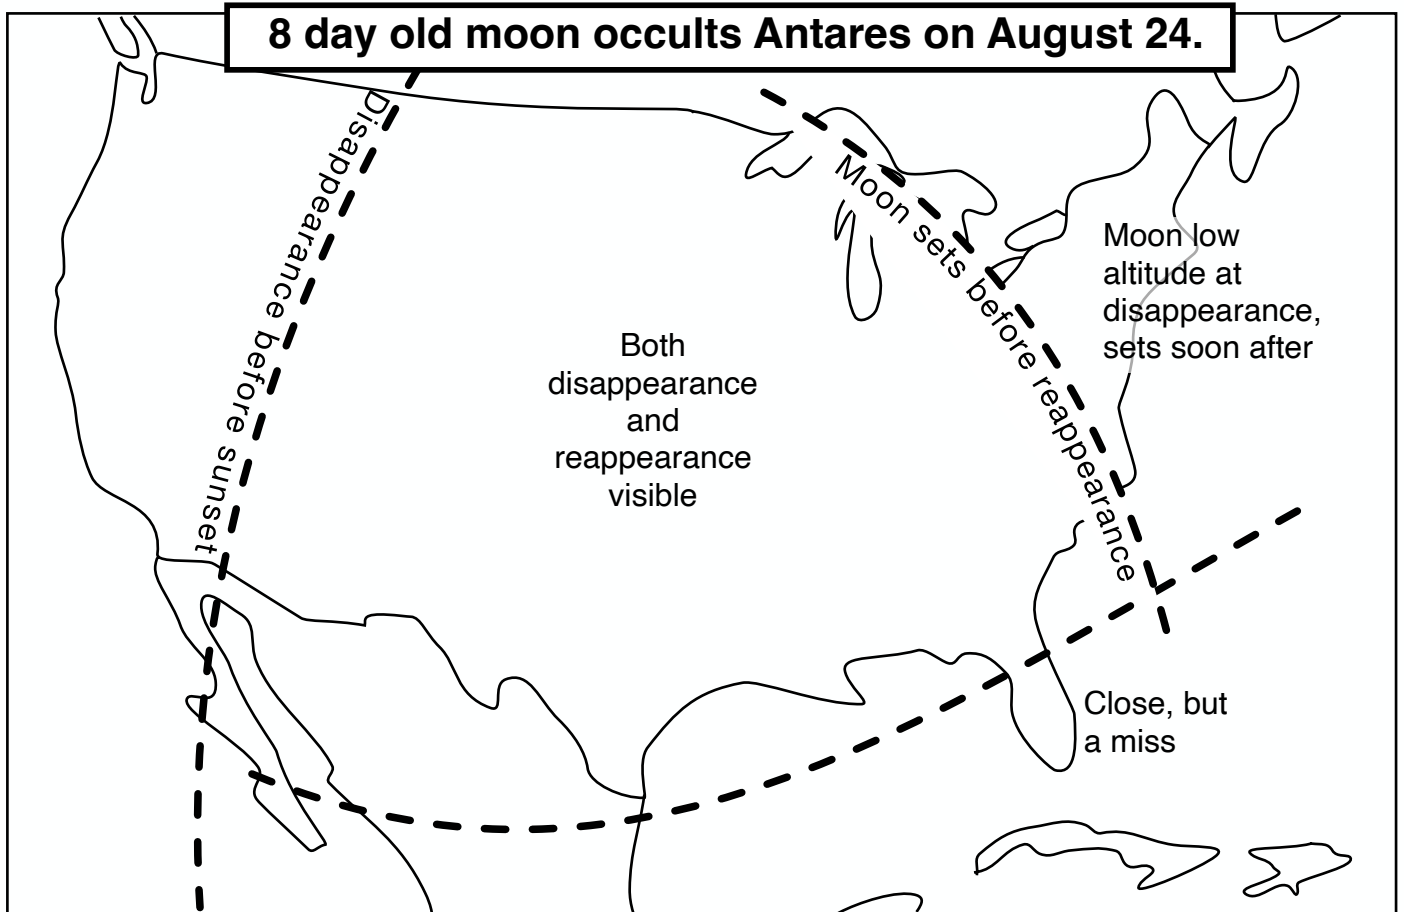 8 day old moon occults Antares on August 24.
Disappearance before sunset
Moon sets before reappearance
Moon low
altitude at
disappearance,
sets soon after
Both
disappearance
and
reappearance
visible
Close, but
a miss